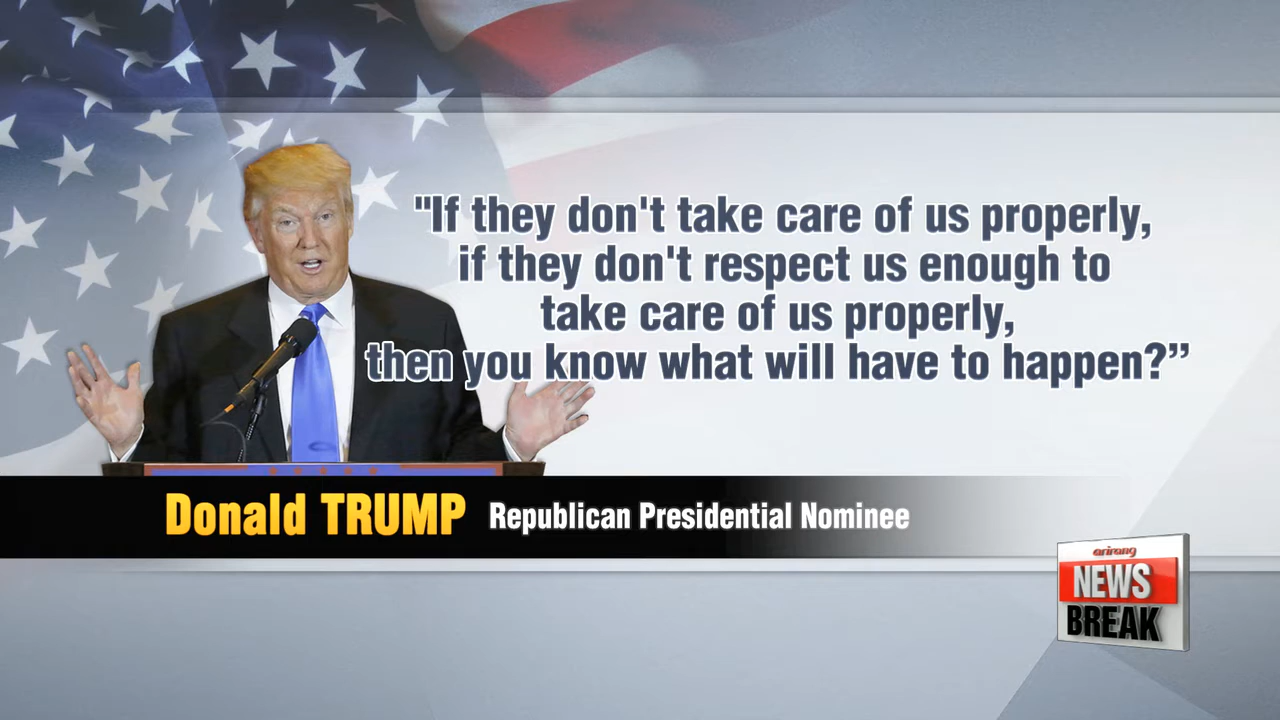 "If they don't take care of us properly,
if they don't respect us enough to
take care of us properly,
then you know what will have to happen?”
Donald TRUMP Republican Presidential Nominee
arirang
NEWS
BREAK